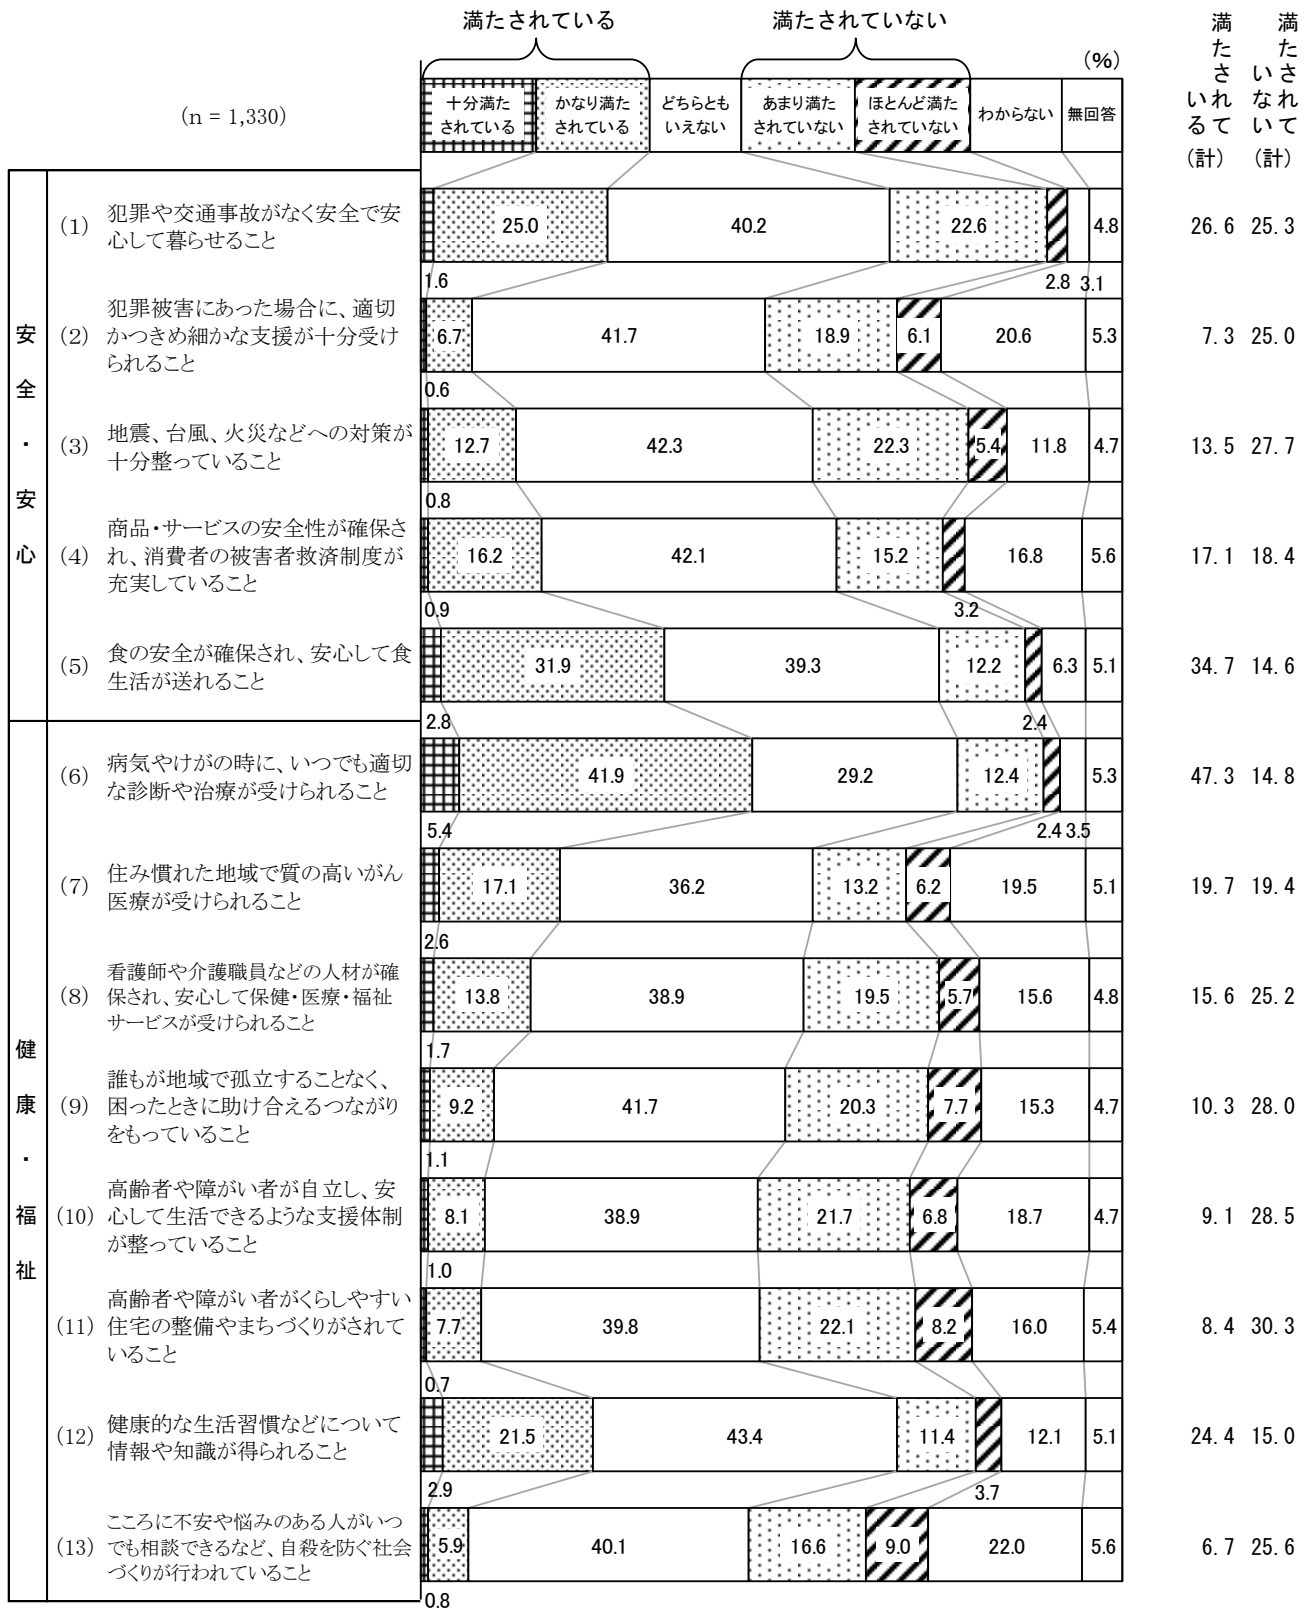 満たされている
満たされていない
(%)
満たされている(計)
満たされていない(計)
(n = 1,330)
十分満た
されている
かなり満た
されている
どちらとも
いえない
あまり満た
されていない
ほとんど満た
されていない
わからない
無回答
安全・安心
(1) 犯罪や交通事故がなく安全で安
心して暮らせること
25.0 40.2 22.6 4.8 26.6 25.3
1.6 2.8 3.1
(2) 犯罪被害にあった場合に、適切
かつきめ細かな支援が十分受け
られること
6.7 41.7 18.9 6.1 20.6 5.3 7.3 25.0
0.6
(3) 地震、台風、火災などへの対策が
十分整っていること
12.7 42.3 22.3 5.4 11.8 4.7 13.5 27.7
0.8
(4) 商品・サービスの安全性が確保さ
れ、消費者の被害者救済制度が
充実していること
16.2 42.1 15.2 16.8 5.6 17.1 18.4
0.9 3.2
(5) 食の安全が確保され、安心して食
生活が送れること
31.9 39.3 12.2 6.3 5.1 34.7 14.6
2.8 2.4
健康・福祉
(6) 病気やけがの時に、いつでも適切
な診断や治療が受けられること
41.9 29.2 12.4 5.3 47.3 14.8
5.4 2.4 3.5
(7) 住み慣れた地域で質の高いがん
医療が受けられること
17.1 36.2 13.2 6.2 19.5 5.1 19.7 19.4
2.6
(8) 看護師や介護職員などの人材が確
保され、安心して保健・医療・福祉
サービスが受けられること
13.8 38.9 19.5 5.7 15.6 4.8 15.6 25.2
1.7
(9) 誰もが地域で孤立することなく、
困ったときに助け合えるつながり
をもっていること
9.2 41.7 20.3 7.7 15.3 4.7 10.3 28.0
1.1
(10) 高齢者や障がい者が自立し、安
心して生活できるような支援体制
が整っていること
8.1 38.9 21.7 6.8 18.7 4.7 9.1 28.5
1.0
(11) 高齢者や障がい者がくらしやすい
住宅の整備やまちづくりがされて
いること
7.7 39.8 22.1 8.2 16.0 5.4 8.4 30.3
0.7
(12) 健康的な生活習慣などについて
情報や知識が得られること
21.5 43.4 11.4 12.1 5.1 24.4 15.0
2.9 3.7
(13) こころに不安や悩みのある人がいつ
でも相談できるなど、自殺を防ぐ社会
づくりが行われていること
5.9 40.1 16.6 9.0 22.0 5.6 6.7 25.6
0.8